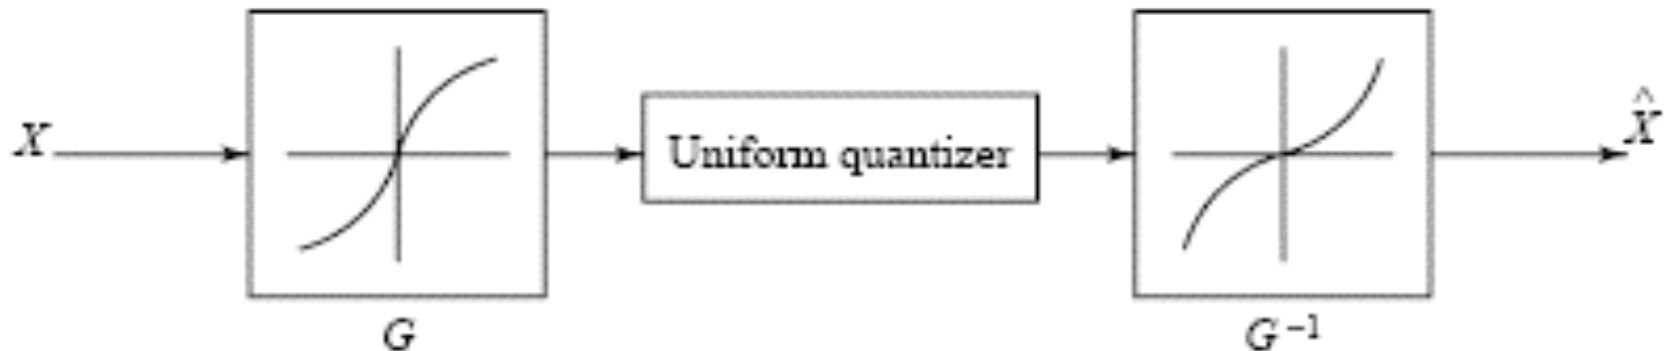 X
Uniform quantizer
X̂
G
G⁻¹